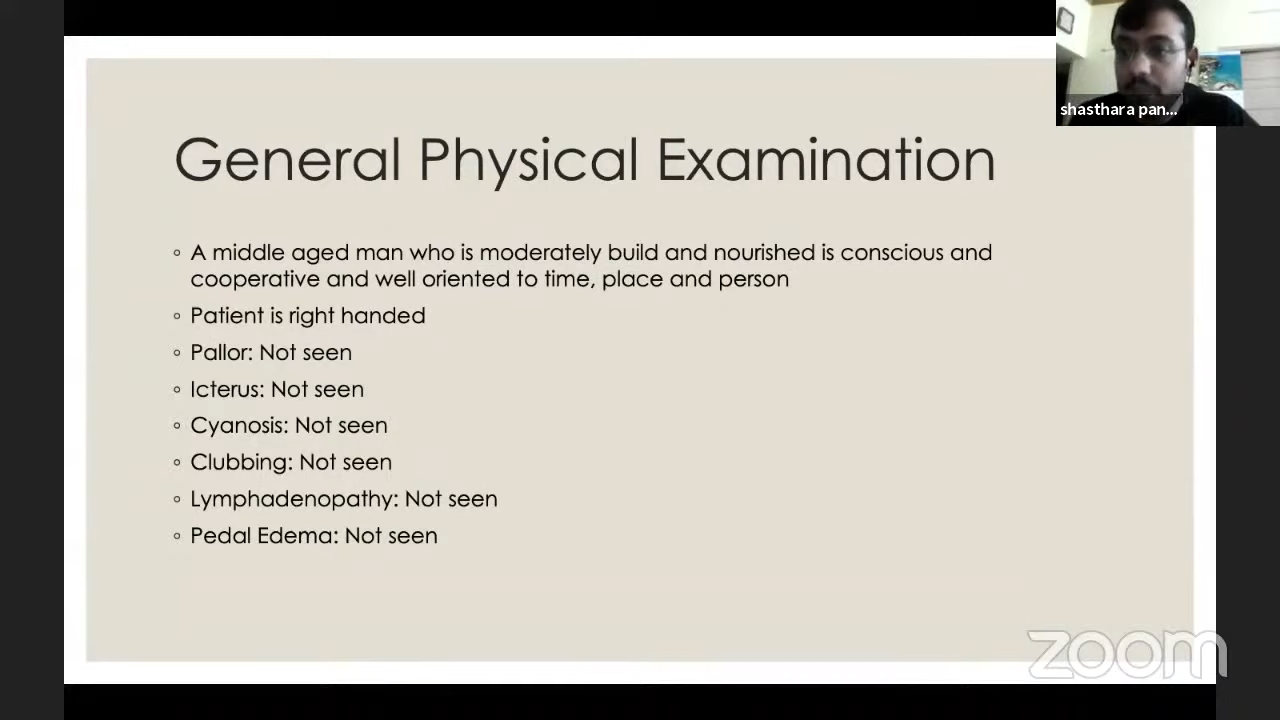 shasthara pan...
General Physical Examination
◦ A middle aged man who is moderately build and nourished is conscious and
cooperative and well oriented to time, place and person
◦ Patient is right handed
◦ Pallor: Not seen
◦ Icterus: Not seen
◦ Cyanosis: Not seen
◦ Clubbing: Not seen
◦ Lymphadenopathy: Not seen
◦ Pedal Edema: Not seen
zoom